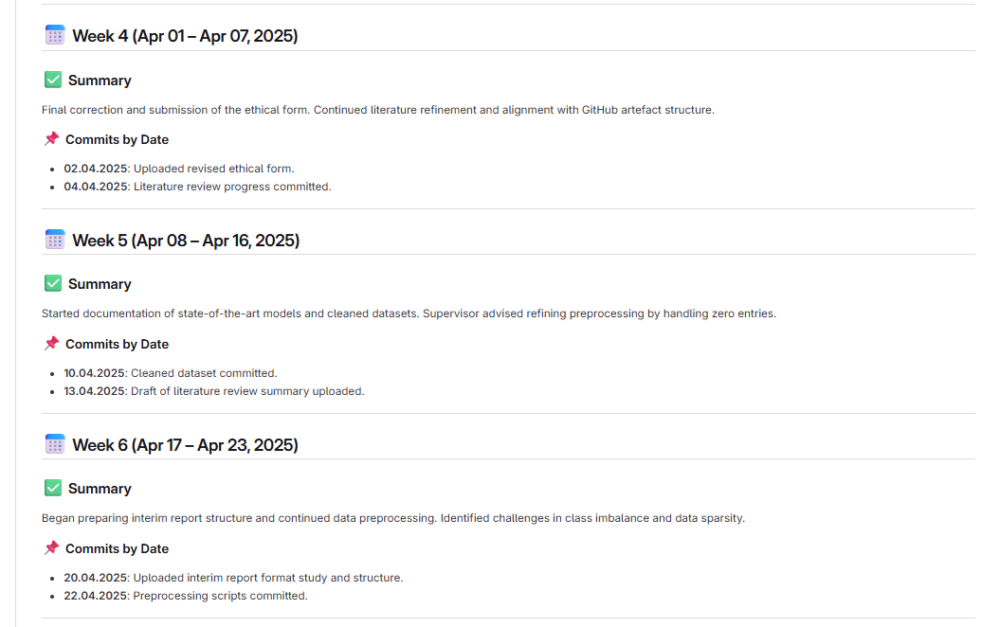 Week 4 (Apr 01 – Apr 07, 2025)
Summary
Final correction and submission of the ethical form. Continued literature refinement and alignment with GitHub artefact structure.
Commits by Date
02.04.2025: Uploaded revised ethical form.
04.04.2025: Literature review progress committed.
Week 5 (Apr 08 – Apr 16, 2025)
Summary
Started documentation of state-of-the-art models and cleaned datasets. Supervisor advised refining preprocessing by handling zero entries.
Commits by Date
10.04.2025: Cleaned dataset committed.
13.04.2025: Draft of literature review summary uploaded.
Week 6 (Apr 17 – Apr 23, 2025)
Summary
Began preparing interim report structure and continued data preprocessing. Identified challenges in class imbalance and data sparsity.
Commits by Date
20.04.2025: Uploaded interim report format study and structure.
22.04.2025: Preprocessing scripts committed.